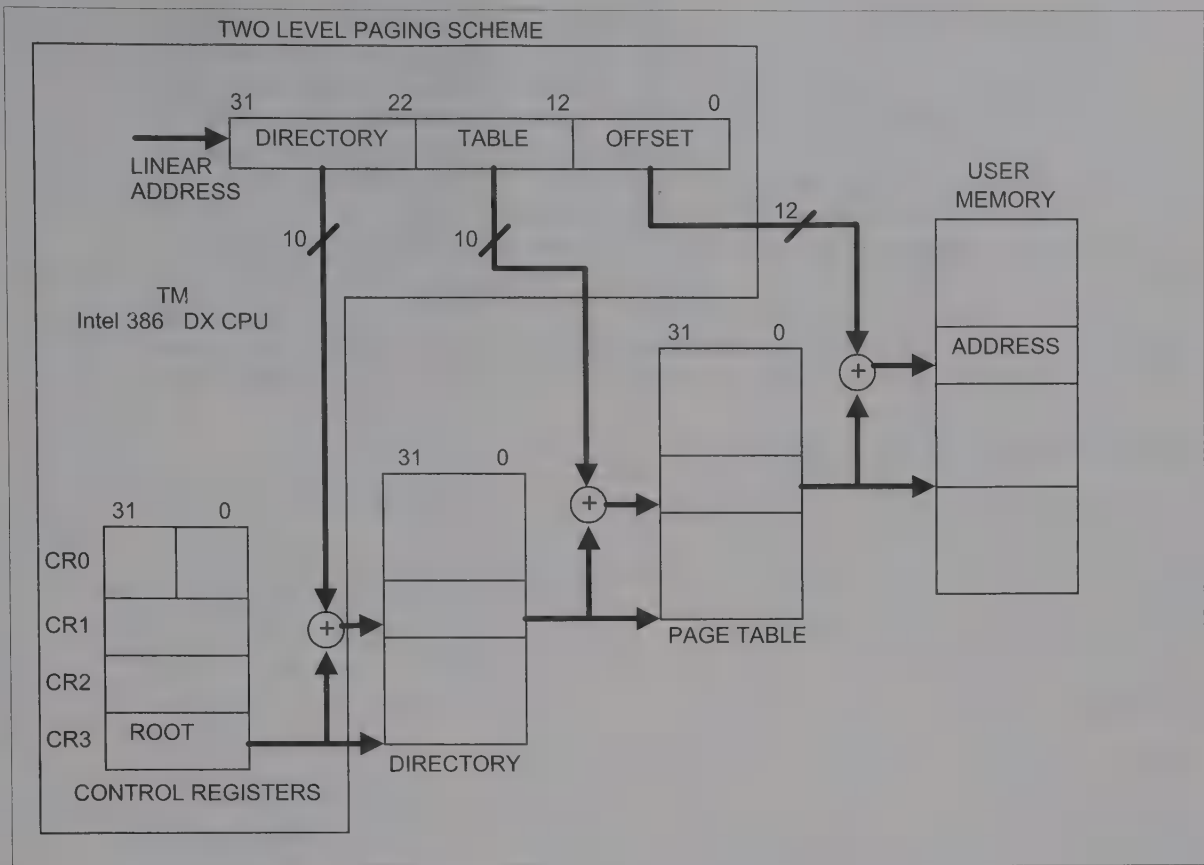 TWO LEVEL PAGING SCHEME
31 22 12 0
DIRECTORY TABLE OFFSET
LINEAR
ADDRESS
USER
MEMORY
12
10 10
TM
Intel 386 DX CPU
31 0
ADDRESS
+
31 0
+
31 0
CR0
CR1
+
PAGE TABLE
CR2
CR3 ROOT
DIRECTORY
CONTROL REGISTERS